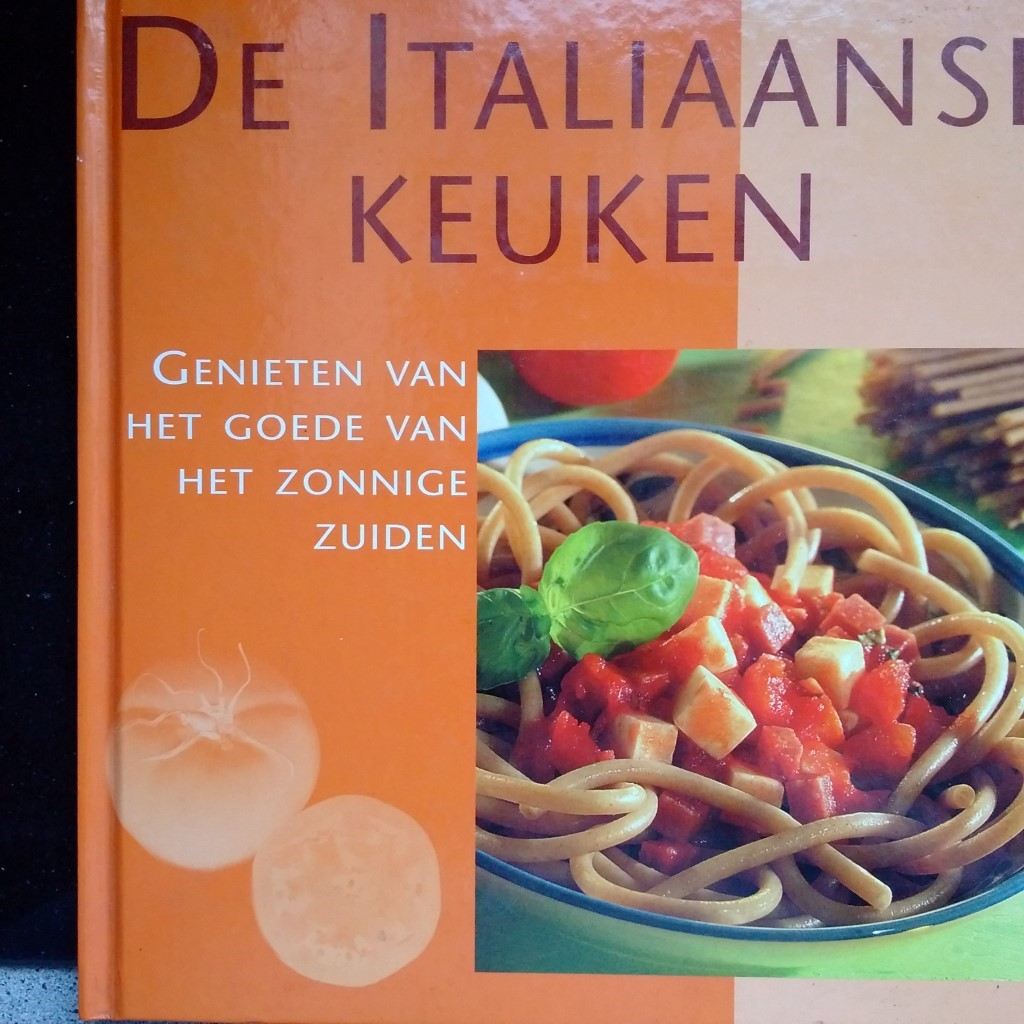 DE ITALIAANSE
KEUKEN
GENIETEN VAN
HET GOEDE VAN
HET ZONNIGE
ZUIDEN